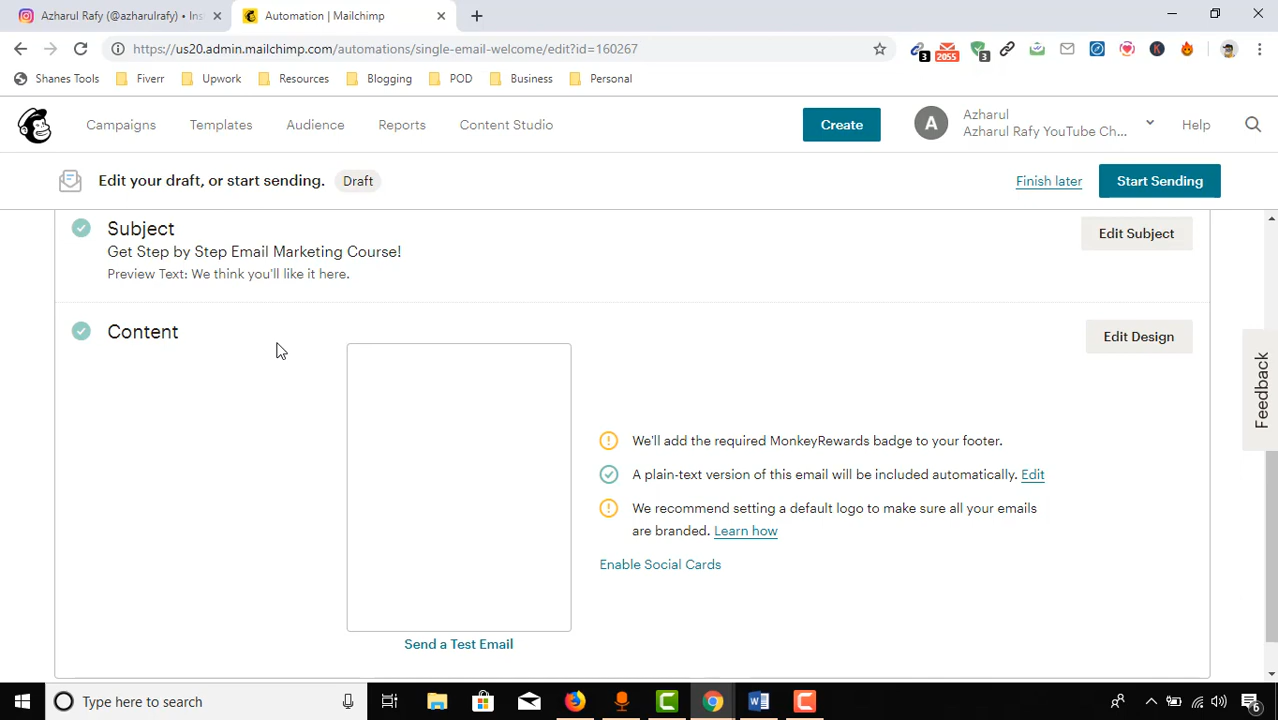 Azharul Rafy (@azharulrafy) • Ins
Automation | Mailchimp
https://us20.admin.mailchimp.com/automations/single-email-welcome/edit?id=160267
3
2055
3
K
Shanes Tools
Fiverr
Upwork
Resources
Blogging
POD
Business
Personal
Campaigns
Templates
Audience
Reports
Content Studio
Create
A
Azharul
Azharul Rafy YouTube Ch...
Help
Edit your draft, or start sending.
Draft
Finish later
Start Sending
Subject
Get Step by Step Email Marketing Course!
Preview Text: We think you'll like it here.
Edit Subject
Content
Edit Design
We'll add the required MonkeyRewards badge to your footer.
A plain-text version of this email will be included automatically. Edit
We recommend setting a default logo to make sure all your emails
are branded. Learn how
Enable Social Cards
Send a Test Email
Feedback
Type here to search
6